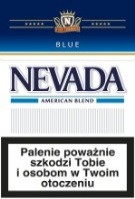 N
BLUE
NEVADA
AMERICAN BLEND
Palenie poważnie
szkodzi Tobie
i osobom w Twoim
otoczeniu